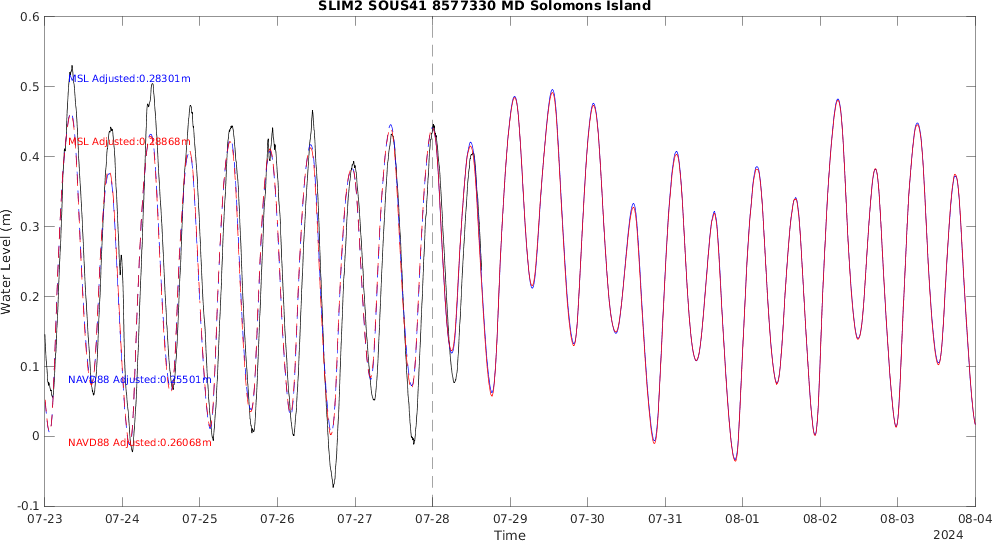 SLIM2 SOUS41 8577330 MD Solomons Island
0.6
0.5
0.4
0.3
0.2
0.1
0
-0.1
Water Level (m)
MSL Adjusted:0.28301m
MSL Adjusted:0.28868m
NAVD88 Adjusted:0.25501m
NAVD88 Adjusted:0.26068m
07-23 07-24 07-25 07-26 07-27 07-28 07-29 07-30 07-31 08-01 08-02 08-03 08-04
Time
2024